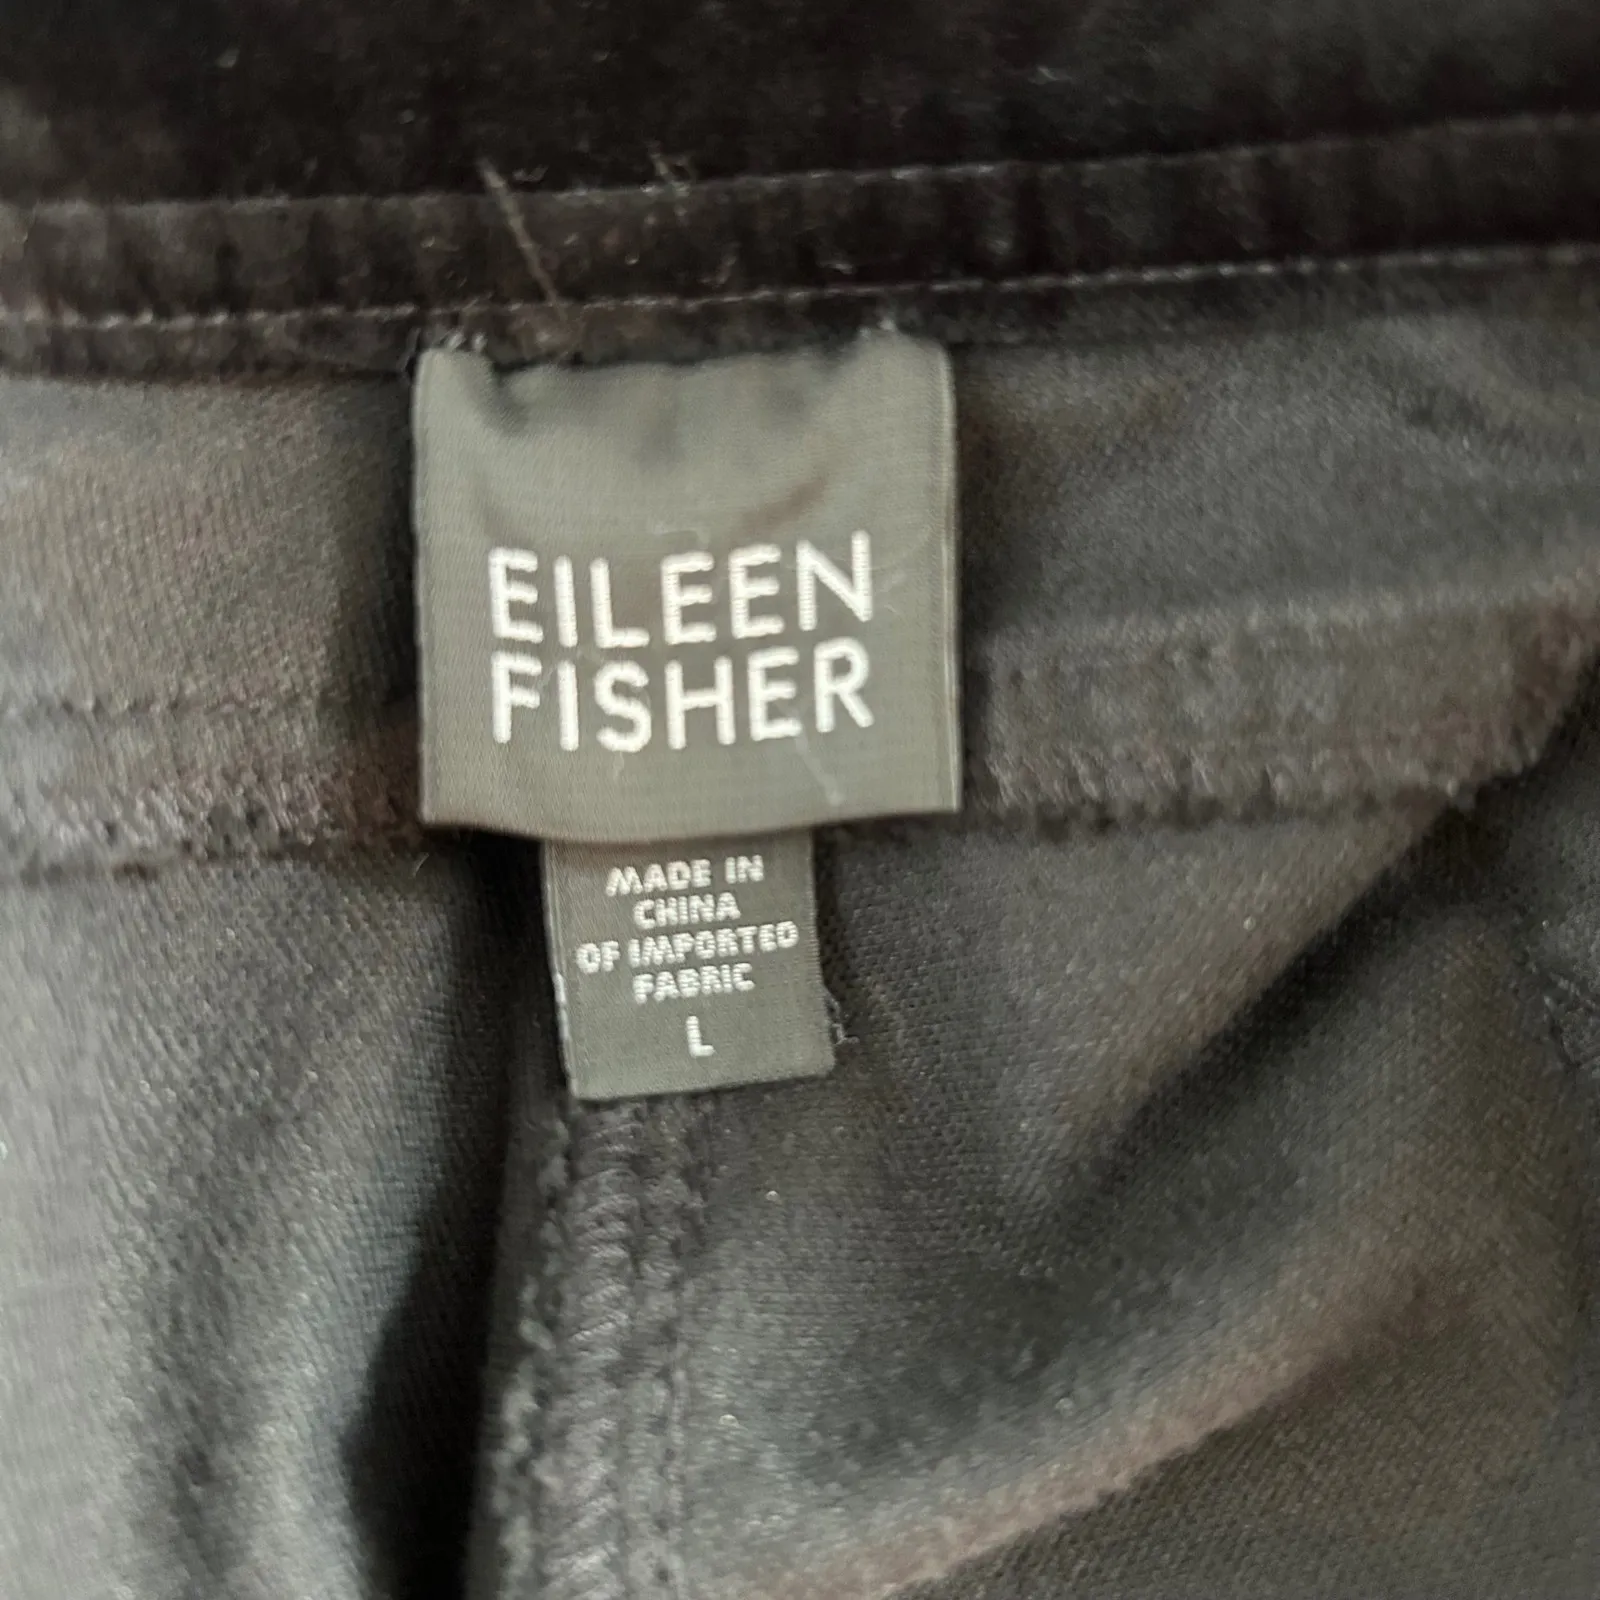 EILEEN
FISHER
MADE IN
CHINA
OF IMPORTED
FABRIC
L